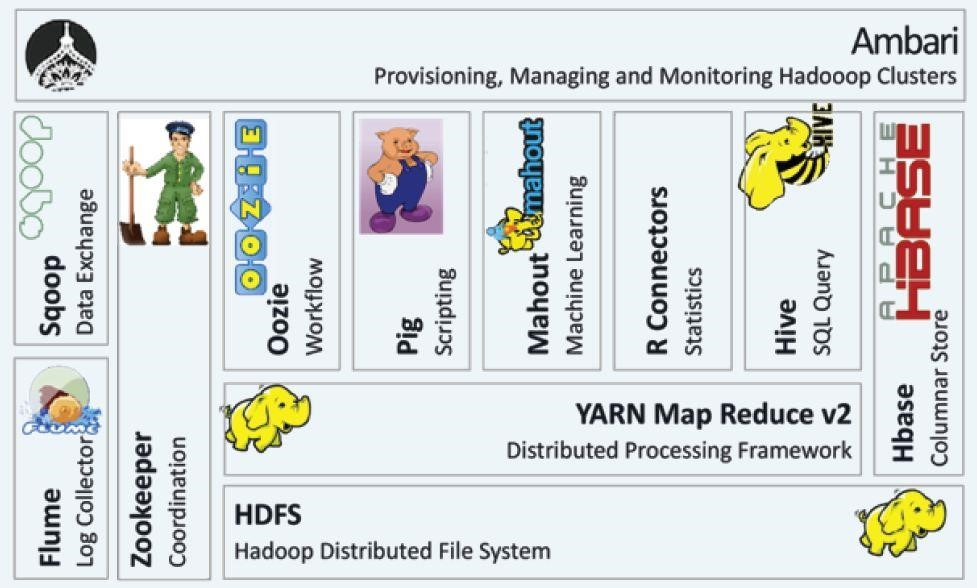 Ambari
Provisioning, Managing and Monitoring Hadooop Clusters
sqoop
Sqoop
Data Exchange
Zookeeper
Coordination
OOZiE
Oozie
Workflow
Pig
Scripting
mahout
Mahout
Machine Learning
R Connectors
Statistics
HIVE
Hive
SQL Query
APACHE
HBASE
Hbase
Columnar Store
FLUME
Flume
Log Collector
YARN Map Reduce v2
Distributed Processing Framework
HDFS
Hadoop Distributed File System